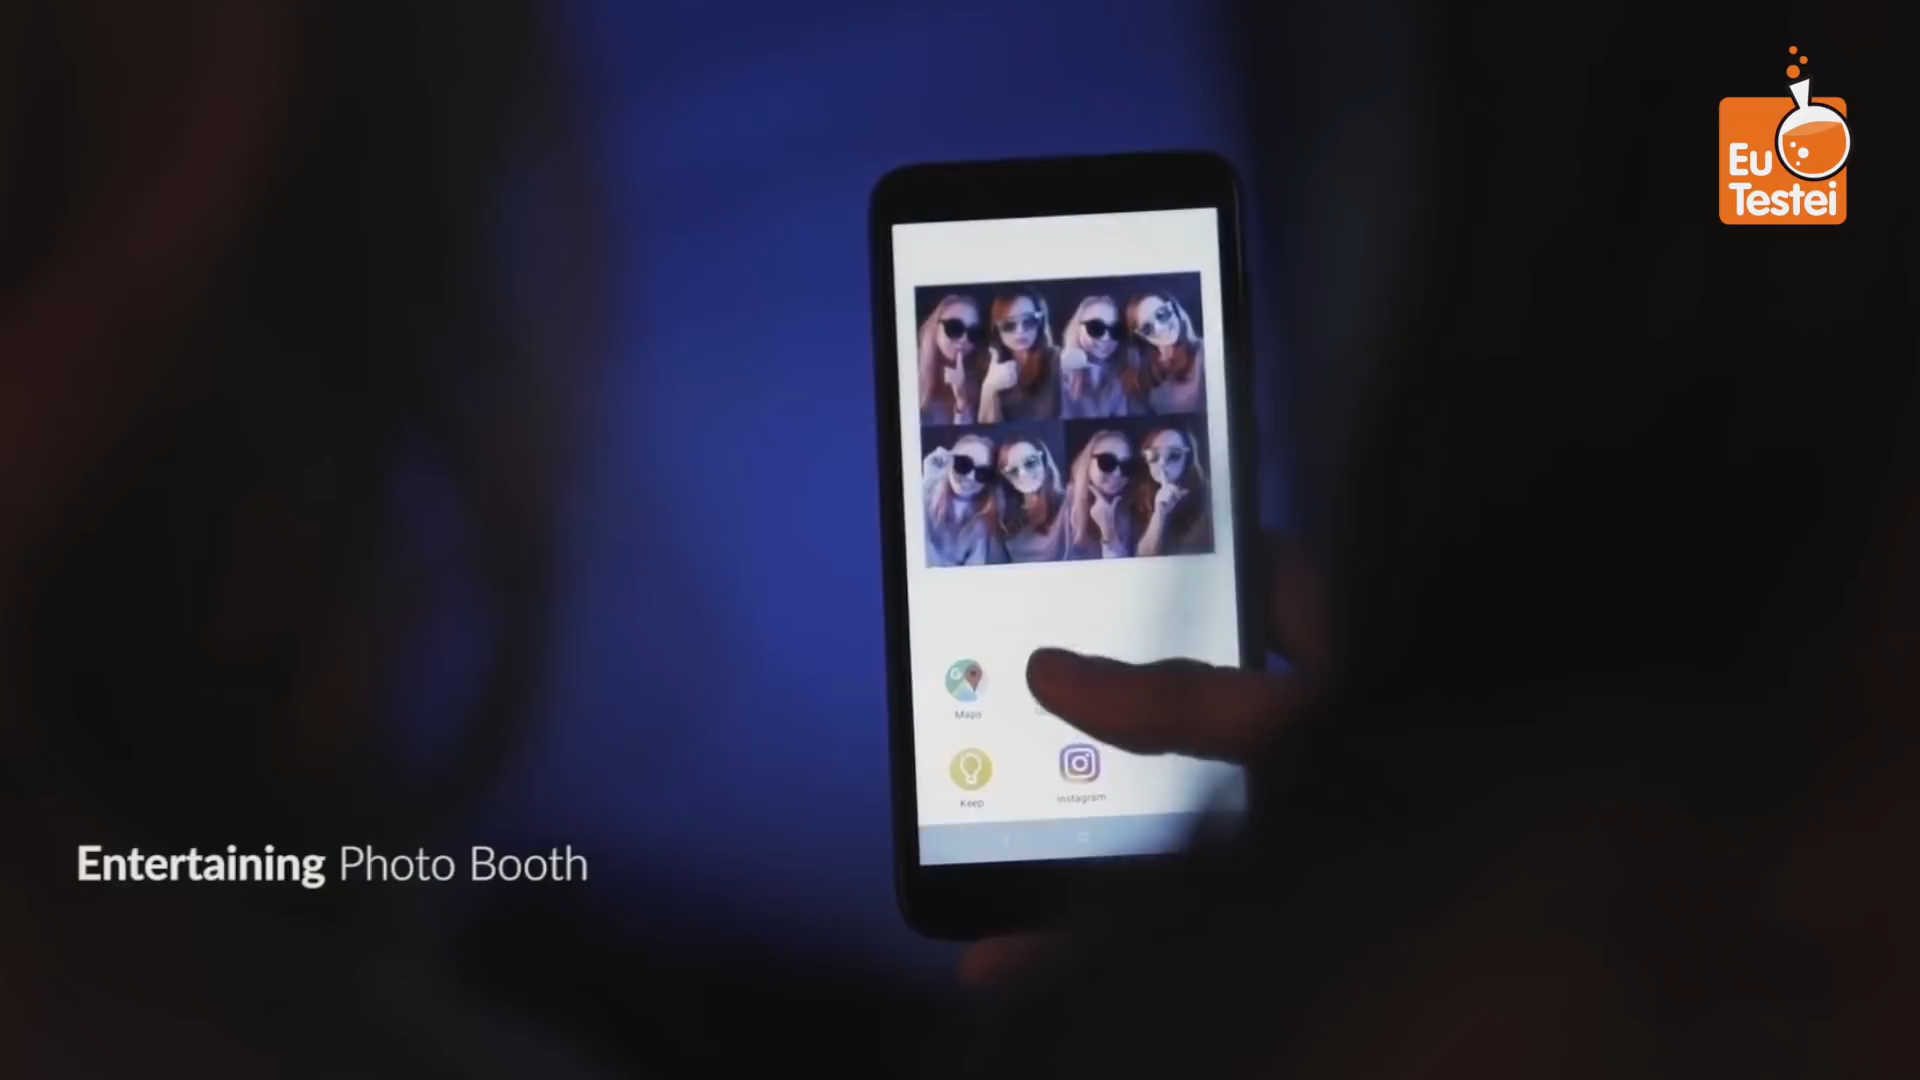 Eu
Testei
Maps
Keep
Instagram
Entertaining Photo Booth